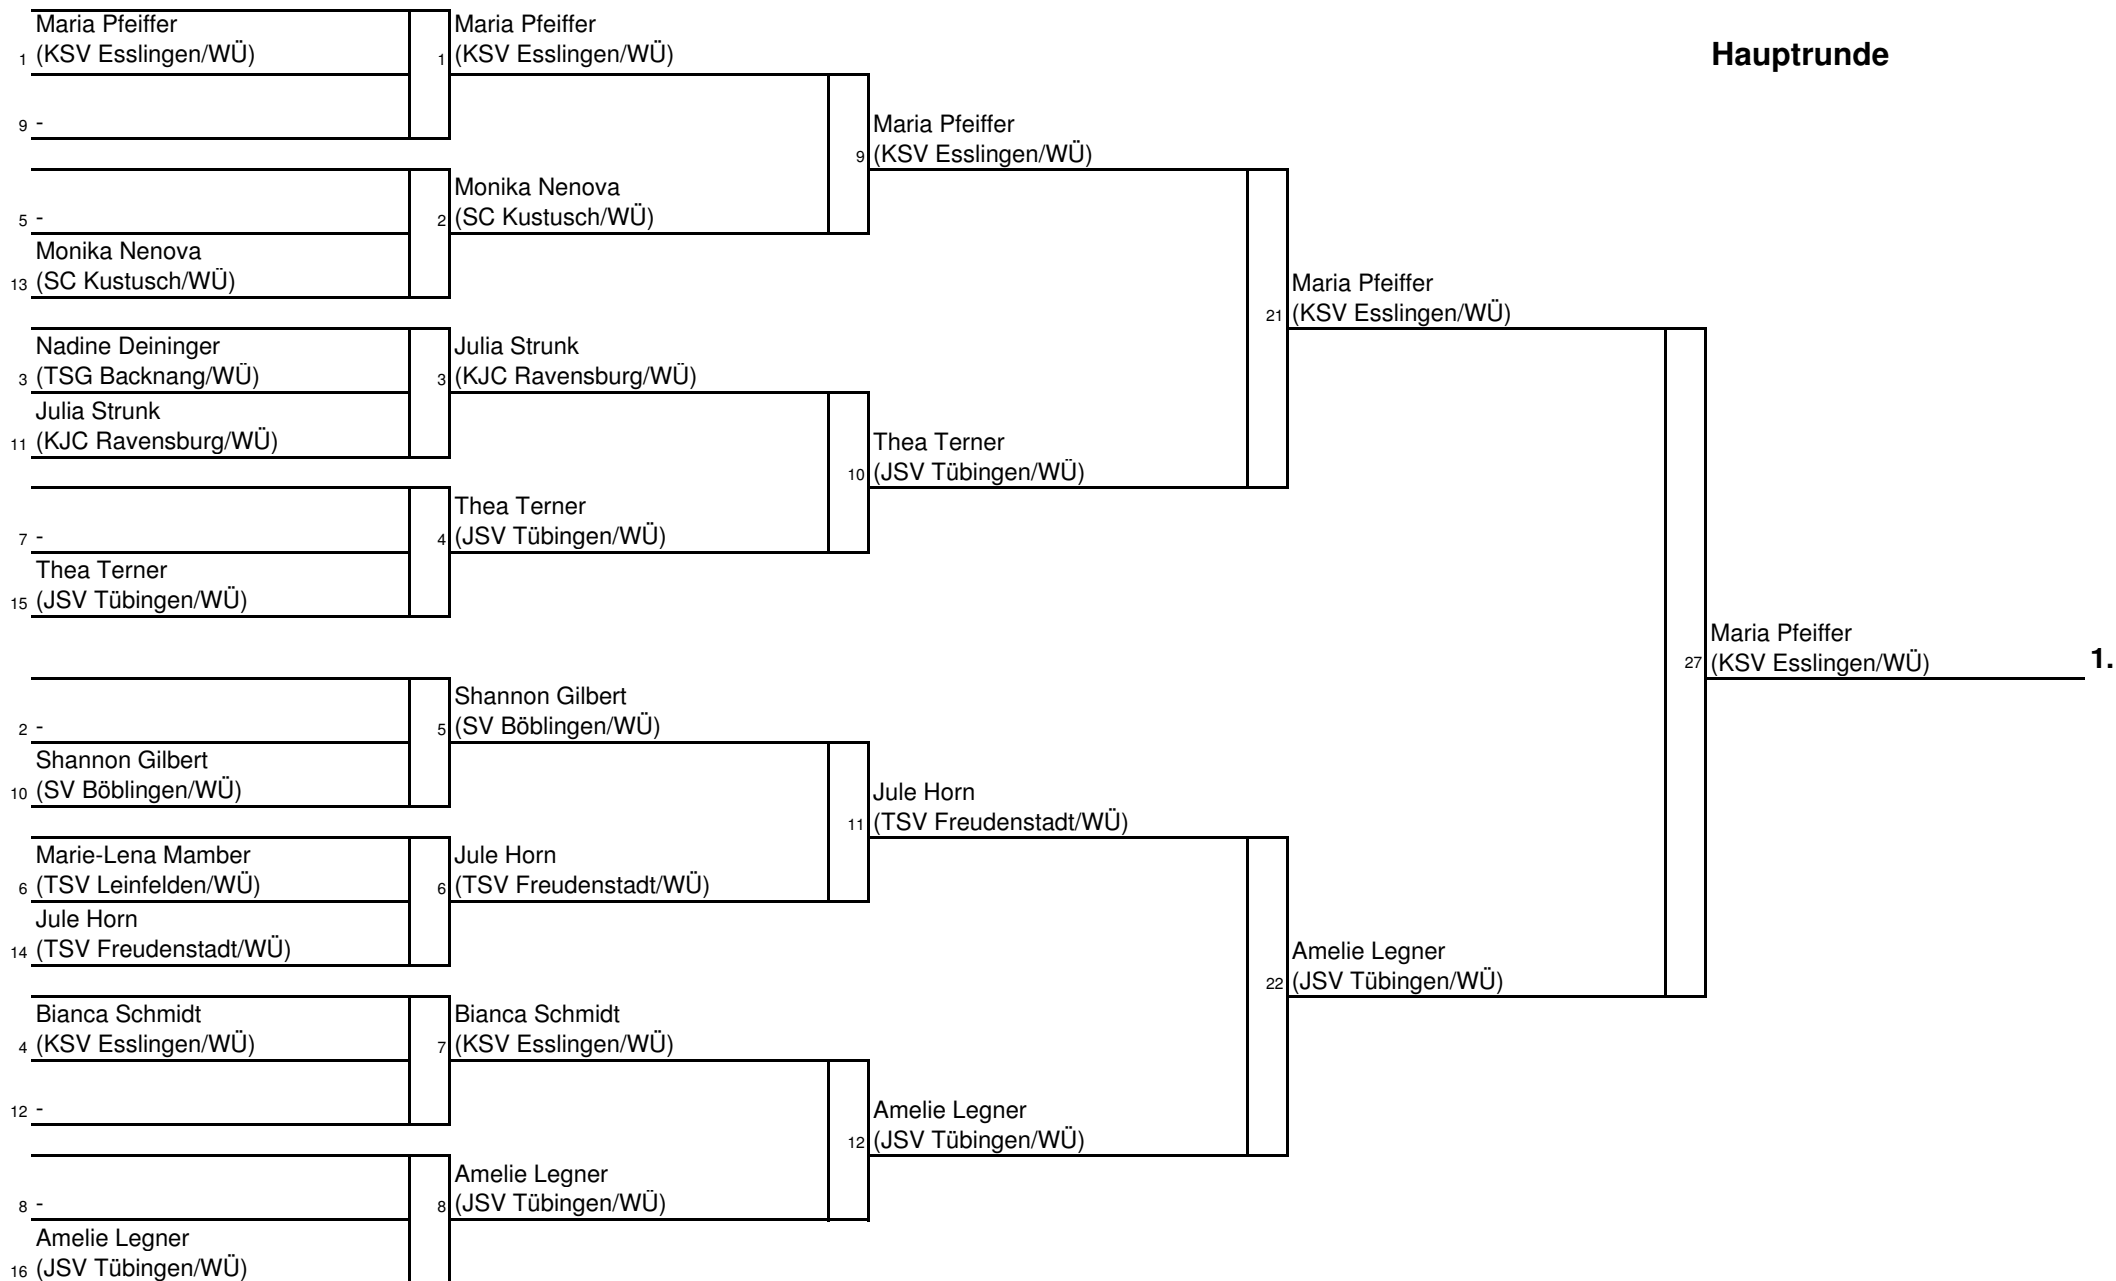 Hauptrunde
Maria Pfeiffer
1 (KSV Esslingen/WÜ)
9 -
5 -
Monika Nenova
13 (SC Kustusch/WÜ)
Nadine Deininger
3 (TSG Backnang/WÜ)
Julia Strunk
11 (KJC Ravensburg/WÜ)
7 -
Thea Terner
15 (JSV Tübingen/WÜ)
2 -
Shannon Gilbert
10 (SV Böblingen/WÜ)
Marie-Lena Mamber
6 (TSV Leinfelden/WÜ)
Jule Horn
14 (TSV Freudenstadt/WÜ)
Bianca Schmidt
4 (KSV Esslingen/WÜ)
12 -
8 -
Amelie Legner
16 (JSV Tübingen/WÜ)
Maria Pfeiffer
1 (KSV Esslingen/WÜ)
Monika Nenova
2 (SC Kustusch/WÜ)
Julia Strunk
3 (KJC Ravensburg/WÜ)
Thea Terner
4 (JSV Tübingen/WÜ)
Shannon Gilbert
5 (SV Böblingen/WÜ)
Jule Horn
6 (TSV Freudenstadt/WÜ)
Bianca Schmidt
7 (KSV Esslingen/WÜ)
Amelie Legner
8 (JSV Tübingen/WÜ)
Maria Pfeiffer
9 (KSV Esslingen/WÜ)
Thea Terner
10 (JSV Tübingen/WÜ)
Jule Horn
11 (TSV Freudenstadt/WÜ)
Amelie Legner
12 (JSV Tübingen/WÜ)
Maria Pfeiffer
21 (KSV Esslingen/WÜ)
Amelie Legner
22 (JSV Tübingen/WÜ)
Maria Pfeiffer
27 (KSV Esslingen/WÜ) 1.